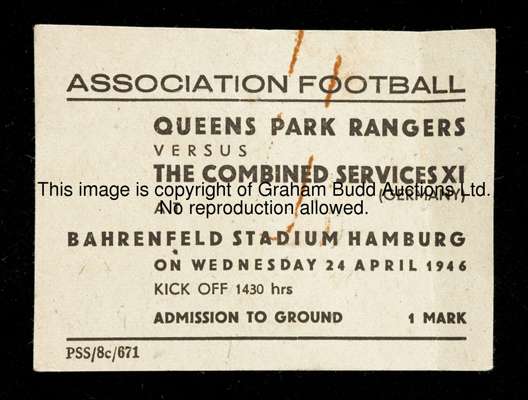 ASSOCIATION FOOTBALL
QUEENS PARK RANGERS
VERSUS
THE COMBINED SERVICES XI
(GERMANY)
This image is copyright of Graham Budd Auctions Ltd.
No reproduction allowed.
BAHRENFELD STADIUM HAMBURG
ON WEDNESDAY 24 APRIL 1946
KICK OFF 1430 hrs
ADMISSION TO GROUND 1 MARK
PSS/8c/671